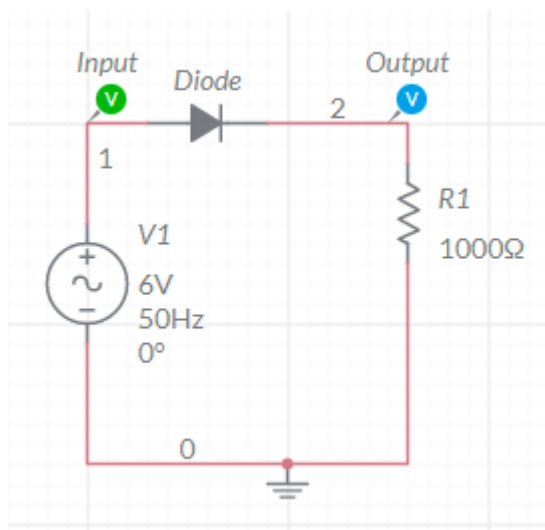 Input
Diode
Output
V
V
2
1
R1
1000Ω
V1
6V
50Hz
0°
0